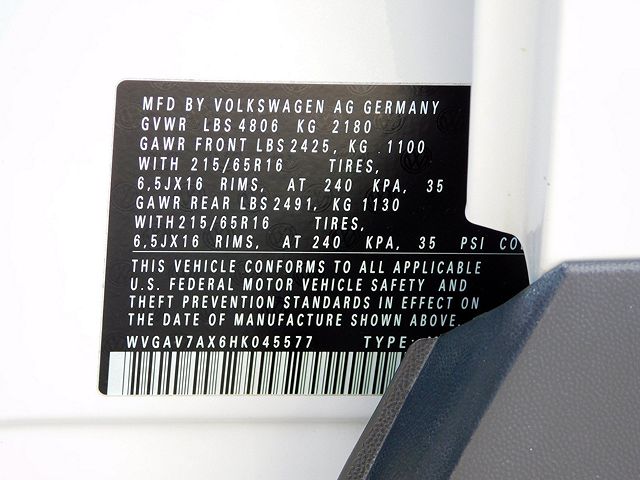 MFD BY VOLKSWAGEN AG GERMANY
GVWR LBS 4806 KG 2180
GAWR FRONT LBS 2425, KG 1100
WITH 215/65R16 TIRES,
6,5JX16 RIMS, AT 240 KPA, 35
GAWR REAR LBS 2491, KG 1130
WITH215/65R16 TIRES,
6,5JX16 RIMS, AT 240 KPA, 35 PSI
THIS VEHICLE CONFORMS TO ALL APPLICABLE
U.S. FEDERAL MOTOR VEHICLE SAFETY AND
THEFT PREVENTION STANDARDS IN EFFECT ON
THE DATE OF MANUFACTURE SHOWN ABOVE.
WVGAV7AX6HK045577 TYPE: